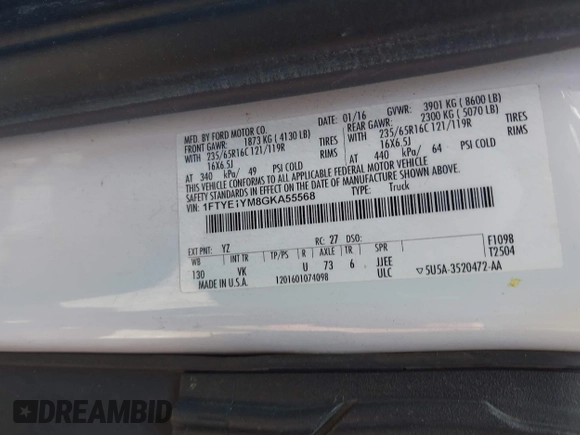 MFD. BY FORD MOTOR CO.
DATE: 01/16 GVWR: 3901 KG ( 8600 LB)
FRONT GAWR: 1873 KG ( 4130 LB) REAR GAWR: 2300 KG ( 5070 LB)
WITH 235/65R16C 121/119R TIRES WITH 235/65R16C 121/119R TIRES
16X6.5J RIMS 16X6.5J RIMS
AT 340 kPa/ 49 PSI COLD AT 440 kPa/ 64 PSI COLD
THIS VEHICLE CONFORMS TO ALL APPLICABLE FEDERAL MOTOR VEHICLE
SAFETY STANDARDS IN EFFECT ON THE DATE OF MANUFACTURE SHOWN ABOVE.
VIN: 1FTYE1YM8GKA55568 TYPE: Truck
EXT PNT: YZ RC: 27 DSO:
WB INT TR TP/PS R AXLE TR SPR F1098
130 VK U 73 6 JJEE T2504
MADE IN U.S.A. 1201601074098 ULC 5U5A-3520472-AA
DREAMBID